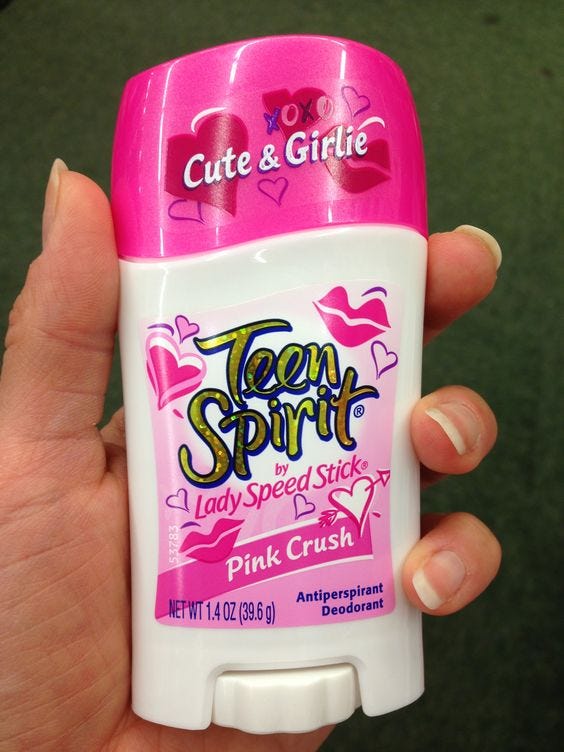 XOXO
Cute & Girlie
Teen
Spirit®
by
Lady Speed Stick®
Pink Crush
53783
NET WT 1.4 OZ (39.6 g)
Antiperspirant
Deodorant